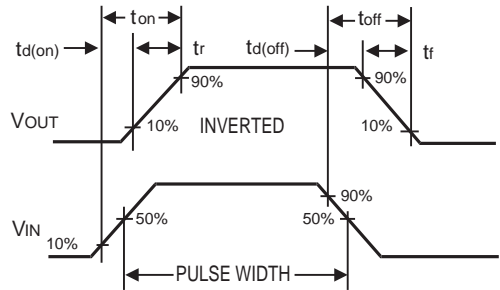 ton
toff
td(on)
tr
td(off)
tf
90%
90%
VOUT
10%
INVERTED
10%
90%
VIN
50%
50%
10%
PULSE WIDTH